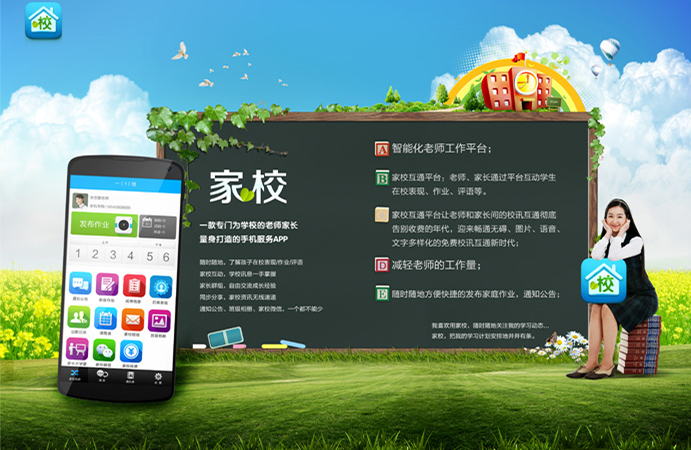 校
家校
一款专门为学校的老师家长
量身打造的手机服务APP
随时随地，了解孩子在校表现/作业/评语
家校互动，学校讯息一手掌握
家长群组，自由交流成长经验
同步分享，家校资讯无线速递
通知公告、班级相册、家校微信，一个都不能少
A 智能化老师工作平台；
B 家校互通平台：老师、家长通过平台互动学生
在校表现、作业、评语等。
家校互通平台让老师和家长间的校讯互通彻底
告别收费的年代，迎来畅通无碍、图片、语音、
文字多样化的免费校讯互通新时代；
D 减轻老师的工作量；
E 随时随地方便快捷的发布家庭作业，通知公告；
我喜欢用家校，随时随地关注我的学习动态...
家校，把我的学习计划安排地井井有条。
发布作业
1 2 3 4 5 6
校